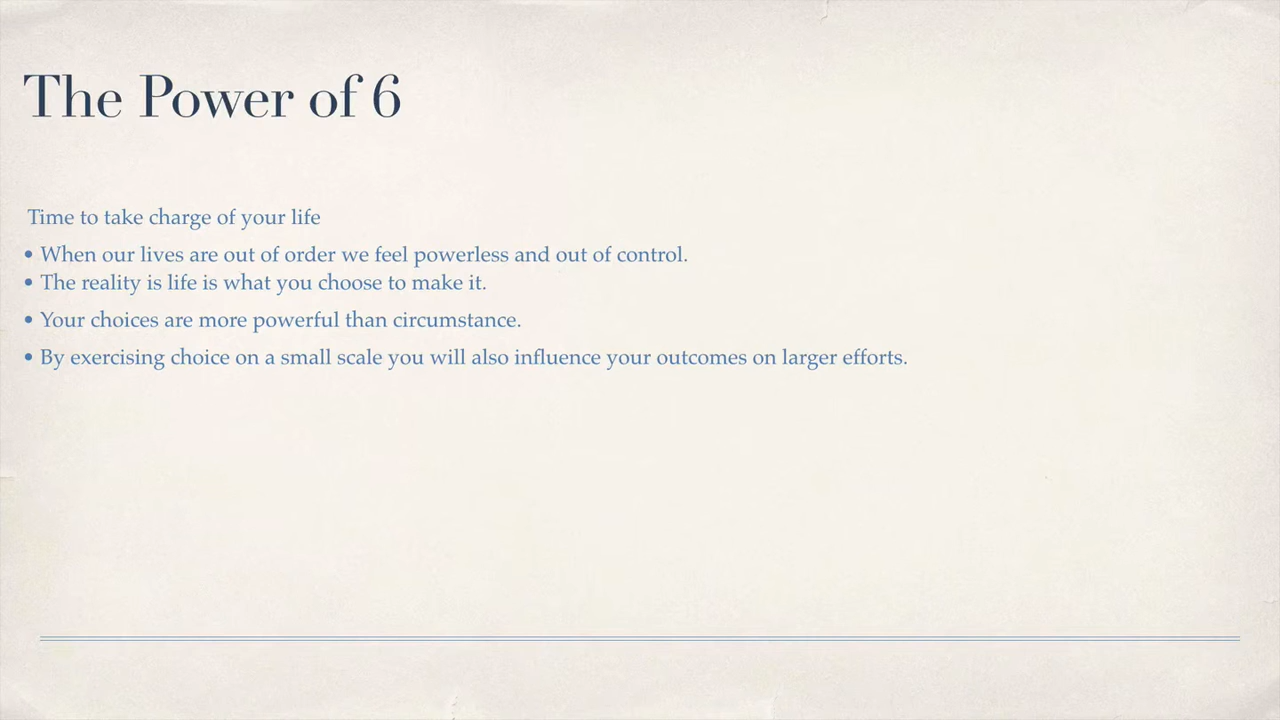 The Power of 6
Time to take charge of your life
• When our lives are out of order we feel powerless and out of control.
• The reality is life is what you choose to make it.
• Your choices are more powerful than circumstance.
• By exercising choice on a small scale you will also influence your outcomes on larger efforts.